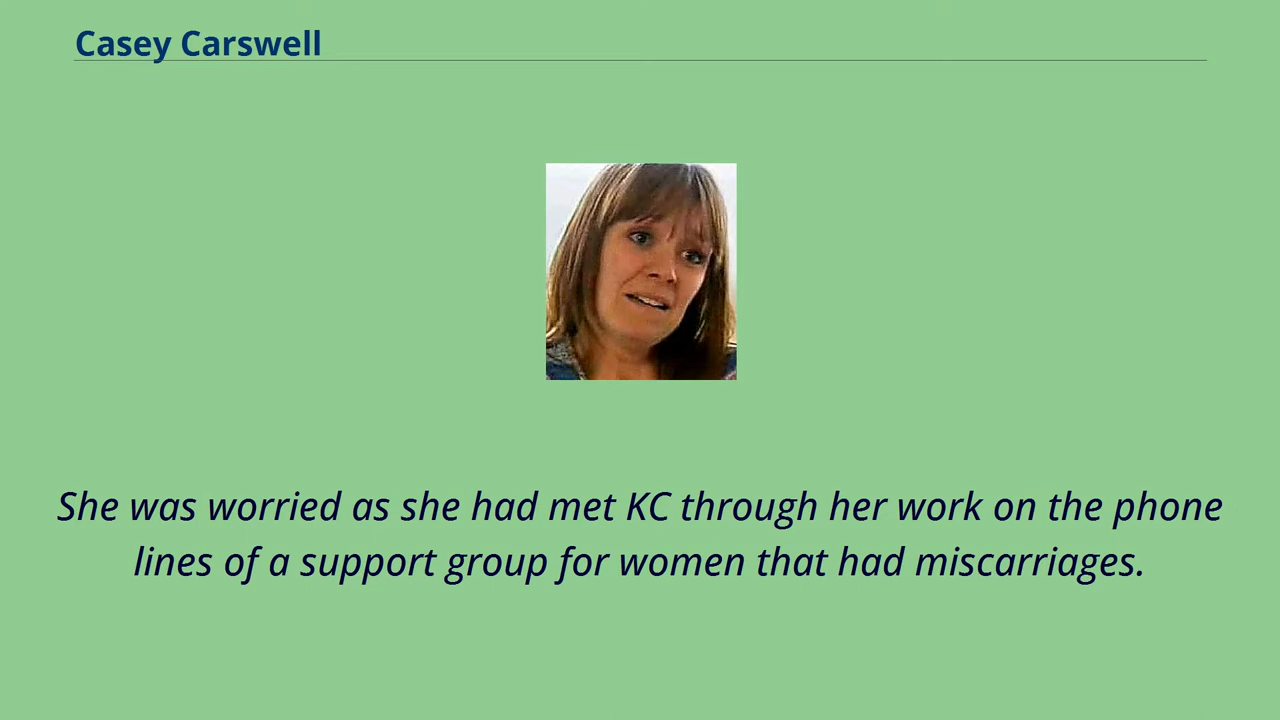 Casey Carswell
She was worried as she had met KC through her work on the phone
lines of a support group for women that had miscarriages.